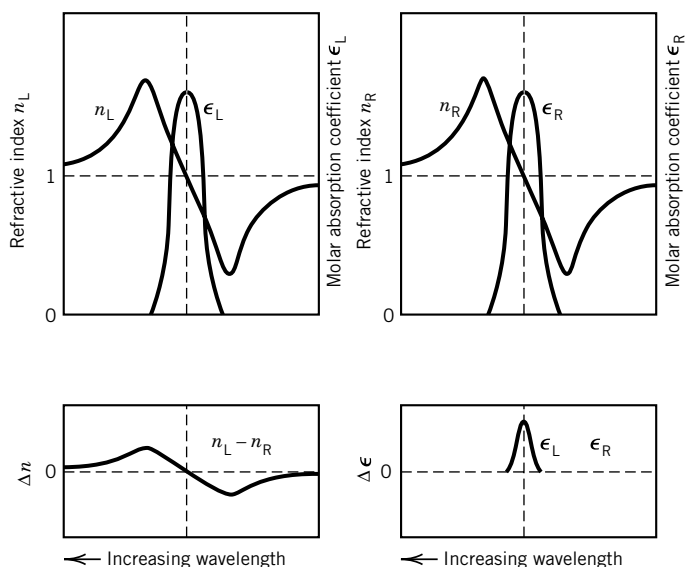 Refractive index n_L
1
0
n_L
ϵ_L
Molar absorption coefficient ϵ_L
Refractive index n_R
n_R
ϵ_R
1
0
Molar absorption coefficient ϵ_R
Δn
0
n_L – n_R
Increasing wavelength
Δϵ
0
ϵ_L ϵ_R
Increasing wavelength